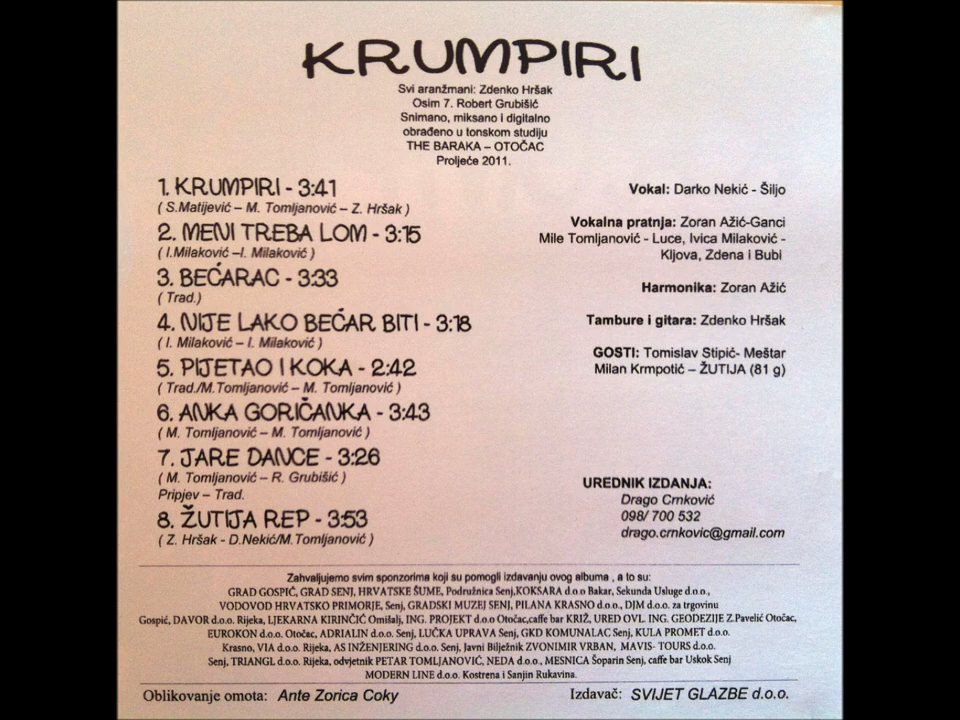 KRUMPIRI
Svi aranžmani: Zdenko Hršak
Osim 7. Robert Grubišić
Snimano, miksano i digitalno
obrađeno u tonskom studiju
THE BARAKA – OTOČAC
Proljeće 2011.
1. KRUMPIRI - 3:41
( S.Matijević – M. Tomljanović – Z. Hršak )
2. MENI TREBA LOM - 3:15
( I.Milaković –I. Milaković )
3. BEĆARAC - 3:33
( Trad.)
4. NIJE LAKO BEĆAR BITI - 3:18
( I. Milaković – I. Milaković )
5. PIJETAO I KOKA - 2:42
( Trad./M.Tomljanović – M. Tomljanović )
6. ANKA GORIČANKA - 3:43
( M. Tomljanović – M. Tomljanović )
7. JARE DANCE - 3:26
( M. Tomljanović – R. Grubišić )
Pripjev – Trad.
8. ŽUTIJA REP - 3:53
( Z. Hršak - D.Nekić/M.Tomljanović )
Vokal: Darko Nekić - Šiljo
Vokalna pratnja: Zoran Ažić-Ganci
Mile Tomljanović - Luce, Ivica Milaković -
Kljova, Zdena i Bubi
Harmonika: Zoran Ažić
Tambure i gitara: Zdenko Hršak
GOSTI: Tomislav Stipić- Meštar
Milan Krmpotić – ŽUTIJA (81 g)
UREDNIK IZDANJA:
Drago Crnković
098/ 700 532
drago.crnkovic@gmail.com
Zahvaljujemo svim sponzorima koji su pomogli izdavanju ovog albuma , a to su:
GRAD GOSPIĆ, GRAD SENJ, HRVATSKE ŠUME, Podružnica Senj,KOKSARA d.o.o Bakar, Sekunda Usluge d.o.o.,
VODOVOD HRVATSKO PRIMORJE, Senj, GRADSKI MUZEJ SENJ, PILANA KRASNO d.o.o., DJM d.o.o. za trgovinu
Gospić, DAVOR d.o.o. Rijeka, LJEKARNA KIRINČIĆ Omišalj, ING. PROJEKT d.o.o Otočac,caffe bar KRIŽ, URED OVL. ING. GEODEZIJE Z.Pavelić Otočac,
EUROKON d.o.o. Otočac, ADRIALIN d.o.o. Senj, LUČKA UPRAVA Senj, GKD KOMUNALAC Senj, KULA PROMET d.o.o.
Krasno, VIA d.o.o. Rijeka, AS INŽENJERING d.o.o. Senj, Javni Bilježnik ZVONIMIR VRBAN, MAVIS- TOURS d.o.o.
Senj, TRIANGL d.o.o. Rijeka, odvjetnik PETAR TOMLJANOVIĆ, NEDA d.o.o., MESNICA Šoparin Senj, caffe bar Uskok Senj
MODERN LINE d.o.o. Kostrena i Sanjin Rukavina.
Oblikovanje omota: Ante Zorica Coky
Izdavač: SVIJET GLAZBE d.o.o.